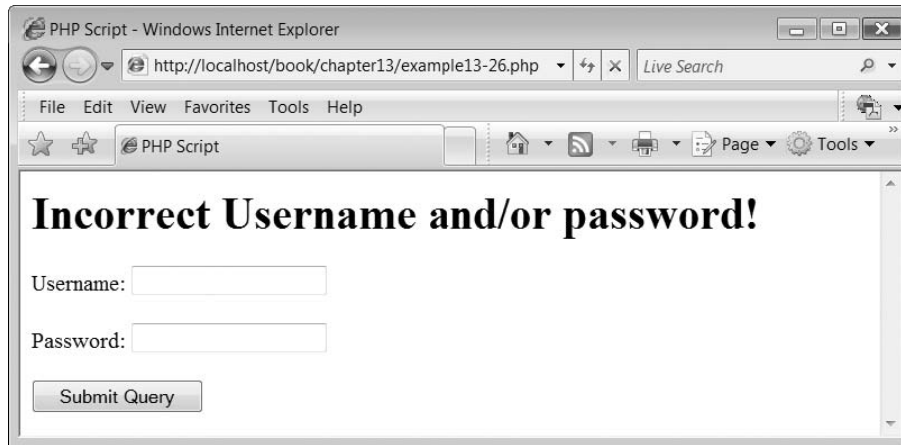 PHP Script - Windows Internet Explorer
http://localhost/book/chapter13/example13-26.php
Live Search
File Edit View Favorites Tools Help
PHP Script
Page
Tools
Incorrect Username and/or password!
Username:
Password:
Submit Query